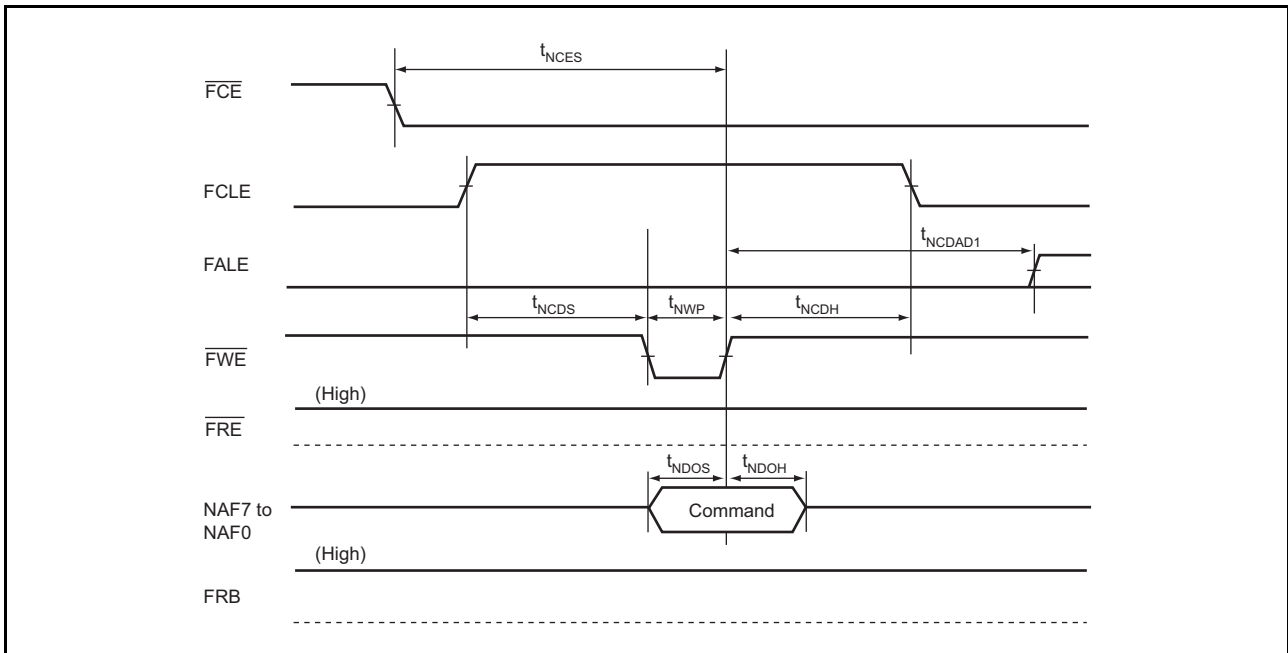 tNCES
FCE
FCLE
tNCDAD1
FALE
tNCDS
tNWP
tNCDH
FWE
(High)
FRE
tNDOS
tNDOH
NAF7 to
NAF0
Command
(High)
FRB